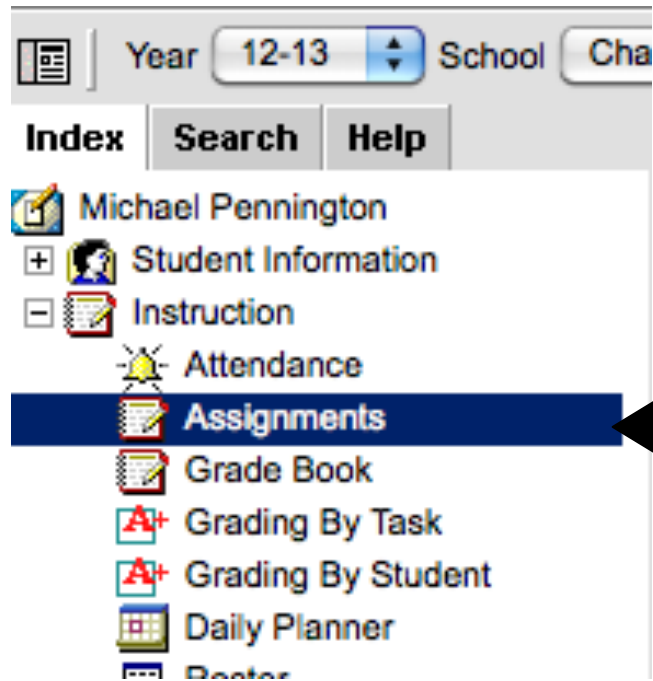 Year 12-13 School Cha
Index Search Help
Michael Pennington
Student Information
Instruction
Attendance
Assignments
Grade Book
A+ Grading By Task
A+ Grading By Student
Daily Planner
Roster